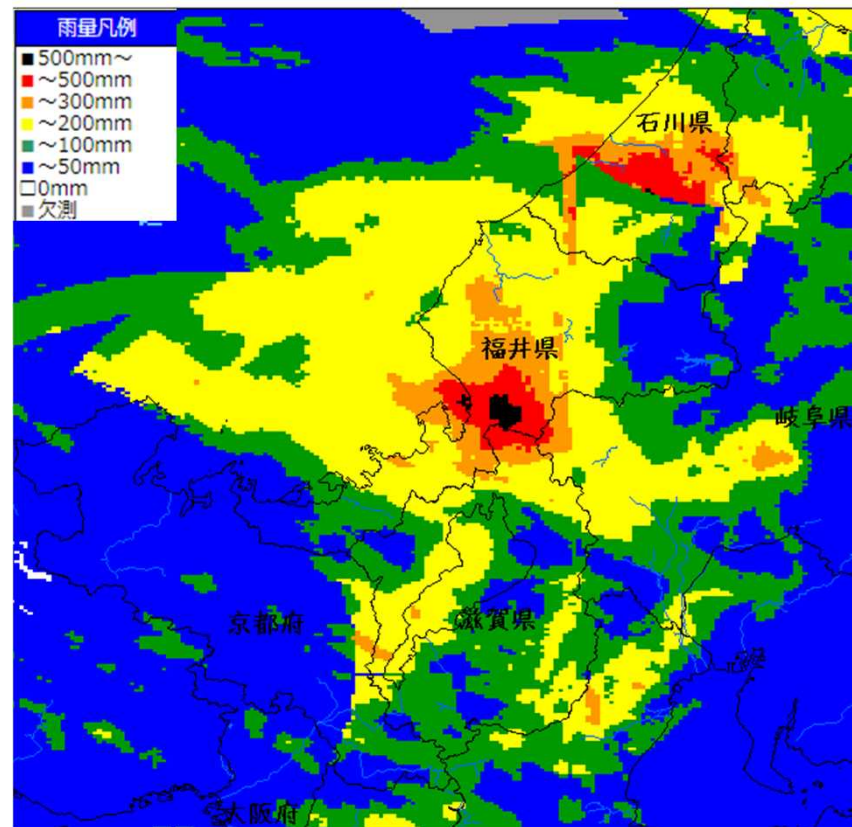 雨量凡例
■500mm～
■～500mm
■～300mm
■～200mm
■～100mm
■～50mm
□0mm
■欠測
石川県
福井県
岐阜県
京都府
滋賀県
大阪府